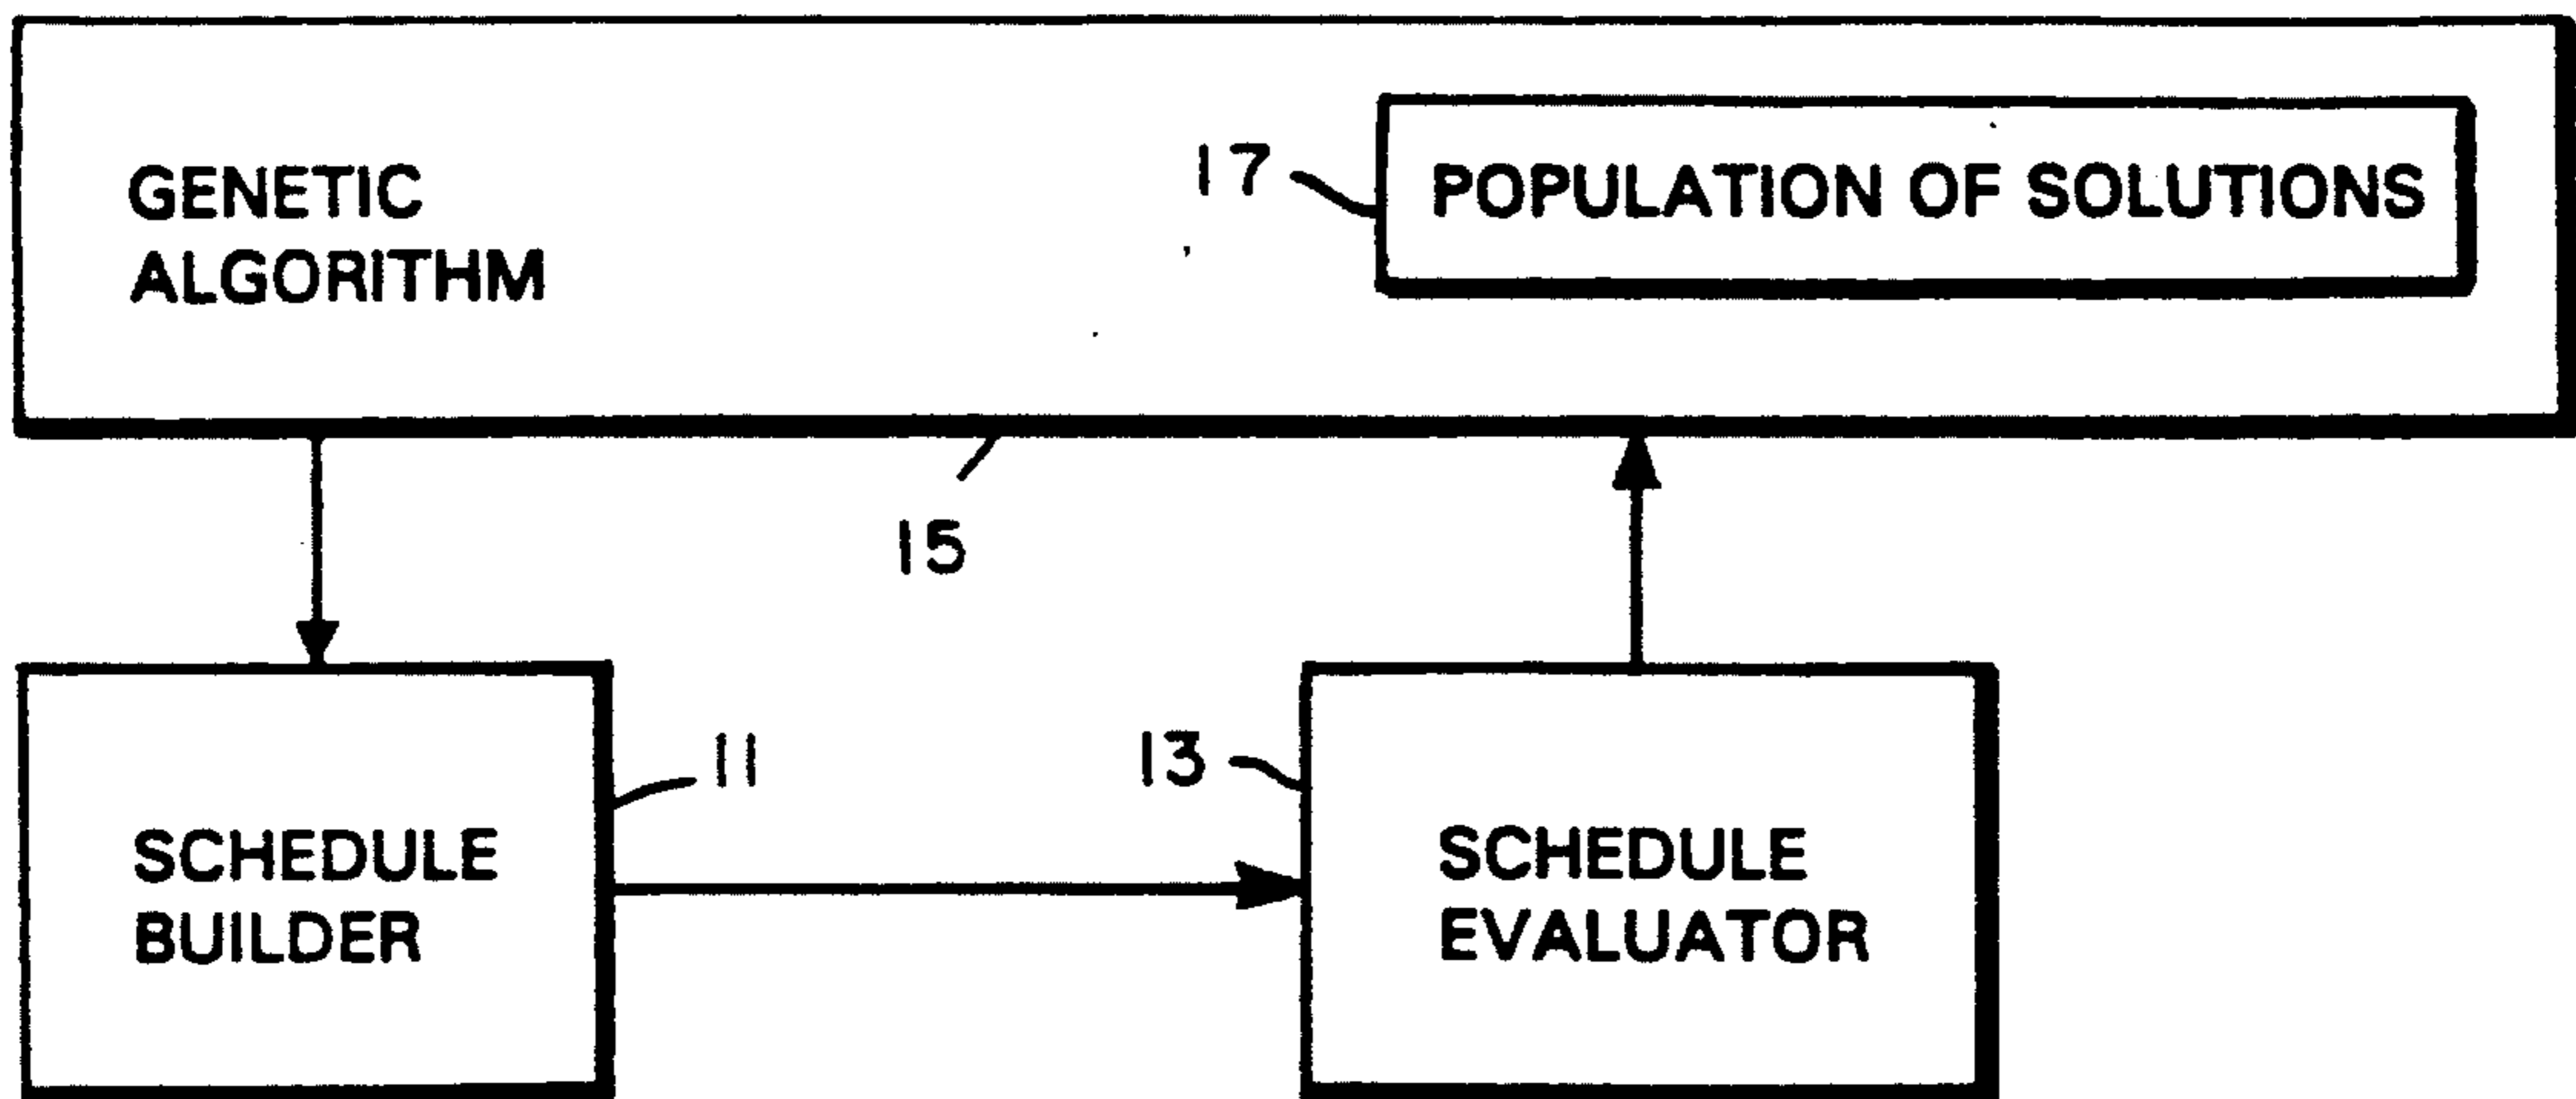 GENETIC
ALGORITHM
17
POPULATION OF SOLUTIONS
15
11
13
SCHEDULE
BUILDER
SCHEDULE
EVALUATOR